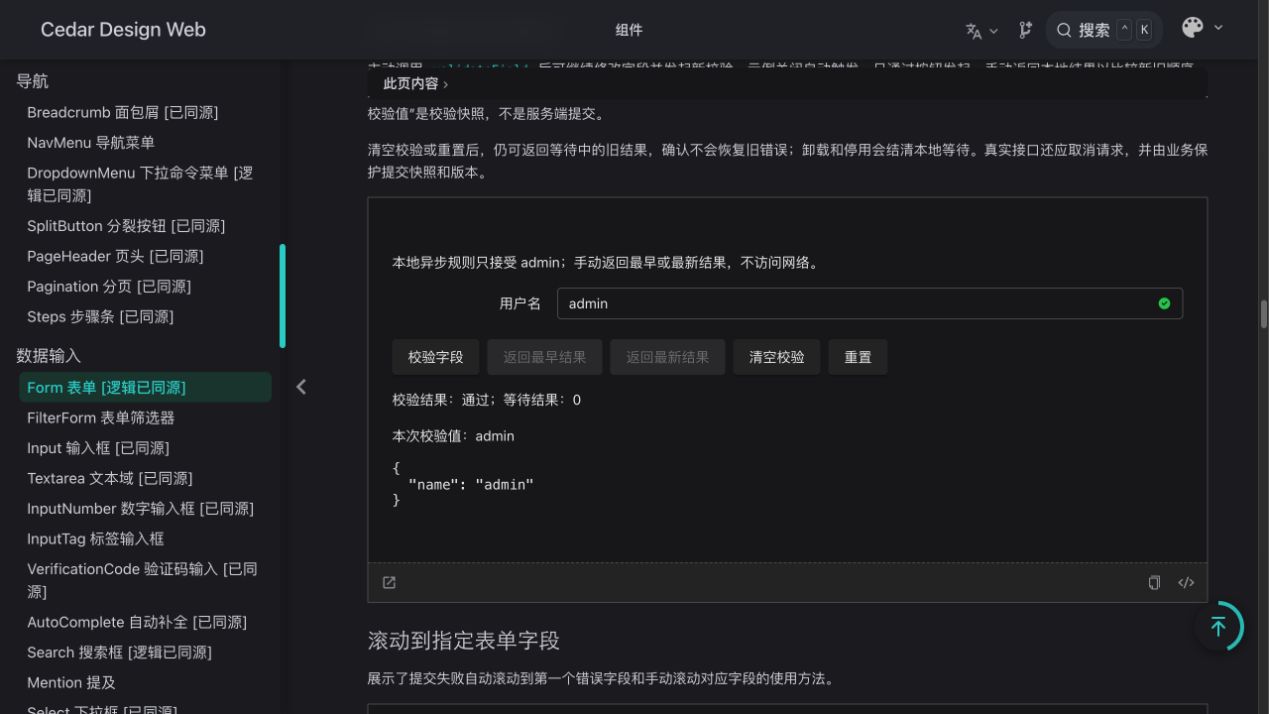 Cedar Design Web
组件
搜索 ^ K
导航
Breadcrumb 面包屑 [已同源]
NavMenu 导航菜单
DropdownMenu 下拉命令菜单 [逻
辑已同源]
SplitButton 分裂按钮 [已同源]
PageHeader 页头 [已同源]
Pagination 分页 [已同源]
Steps 步骤条 [已同源]
数据输入
Form 表单 [逻辑已同源]
FilterForm 表单筛选器
Input 输入框 [已同源]
Textarea 文本域 [已同源]
InputNumber 数字输入框 [已同源]
InputTag 标签输入框
VerificationCode 验证码输入 [已同
源]
AutoComplete 自动补全 [已同源]
Search 搜索框 [逻辑已同源]
Mention 提及
Select 下拉框 [已同源]
此页内容 ›
校验值”是校验快照，不是服务端提交。
清空校验或重置后，仍可返回等待中的旧结果，确认不会恢复旧错误；卸载和停用会结清本地等待。真实接口还应取消请求，并由业务保
护提交快照和版本。
本地异步规则只接受 admin；手动返回最早或最新结果，不访问网络。
用户名 admin
校验字段 返回最早结果 返回最新结果 清空校验 重置
校验结果：通过；等待结果：0
本次校验值：admin
{
"name": "admin"
}
滚动到指定表单字段
展示了提交失败自动滚动到第一个错误字段和手动滚动对应字段的使用方法。